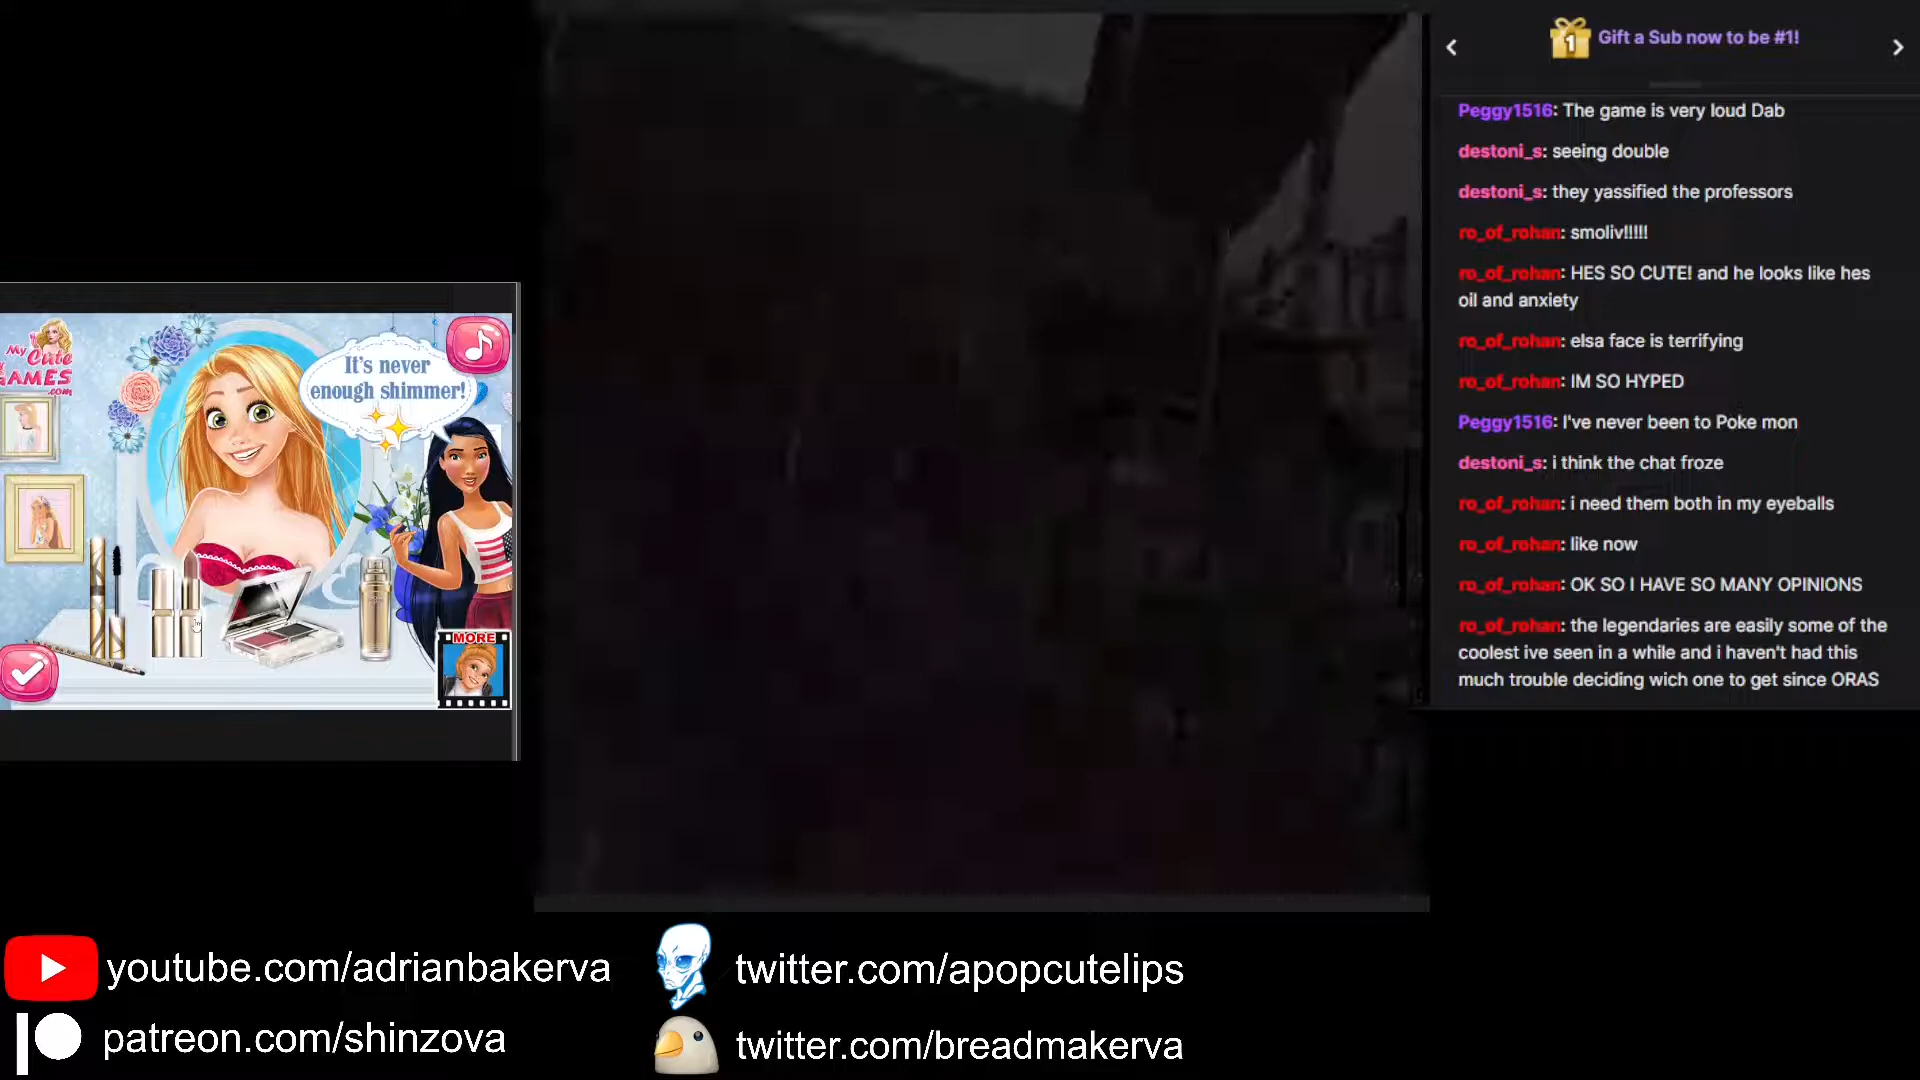 Gift a Sub now to be #1!
1
Peggy1516: The game is very loud Dab
destoni_s: seeing double
destoni_s: they yassified the professors
ro_of_rohan: smoliv!!!!!
ro_of_rohan: HES SO CUTE! and he looks like hes
oil and anxiety
ro_of_rohan: elsa face is terrifying
ro_of_rohan: IM SO HYPED
Peggy1516: I've never been to Poke mon
destoni_s: i think the chat froze
ro_of_rohan: i need them both in my eyeballs
ro_of_rohan: like now
ro_of_rohan: OK SO I HAVE SO MANY OPINIONS
ro_of_rohan: the legendaries are easily some of the
coolest ive seen in a while and i haven't had this
much trouble deciding wich one to get since ORAS
My
Cute
GAMES
.com
It's never
enough shimmer!
MORE
youtube.com/adrianbakerva
twitter.com/apopcutelips
patreon.com/shinzova
twitter.com/breadmakerva